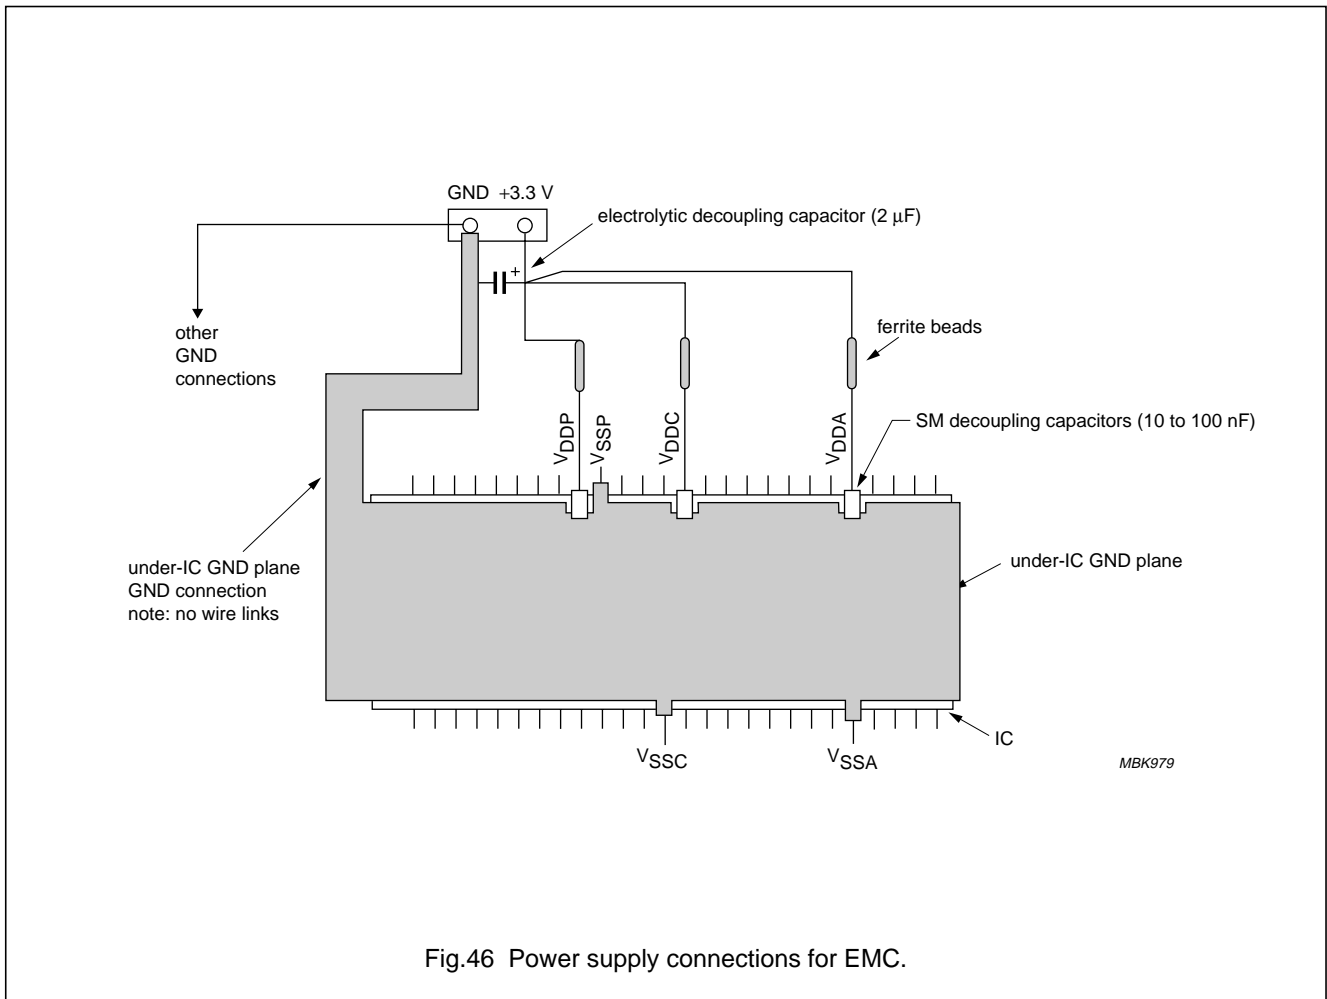 GND +3.3 V
electrolytic decoupling capacitor (2 μF)
+
other
GND
connections
ferrite beads
SM decoupling capacitors (10 to 100 nF)
VDDP
VSSP
VDDC
VDDA
under-IC GND plane
GND connection
note: no wire links
under-IC GND plane
IC
VSSC
VSSA
MBK979
Fig.46 Power supply connections for EMC.